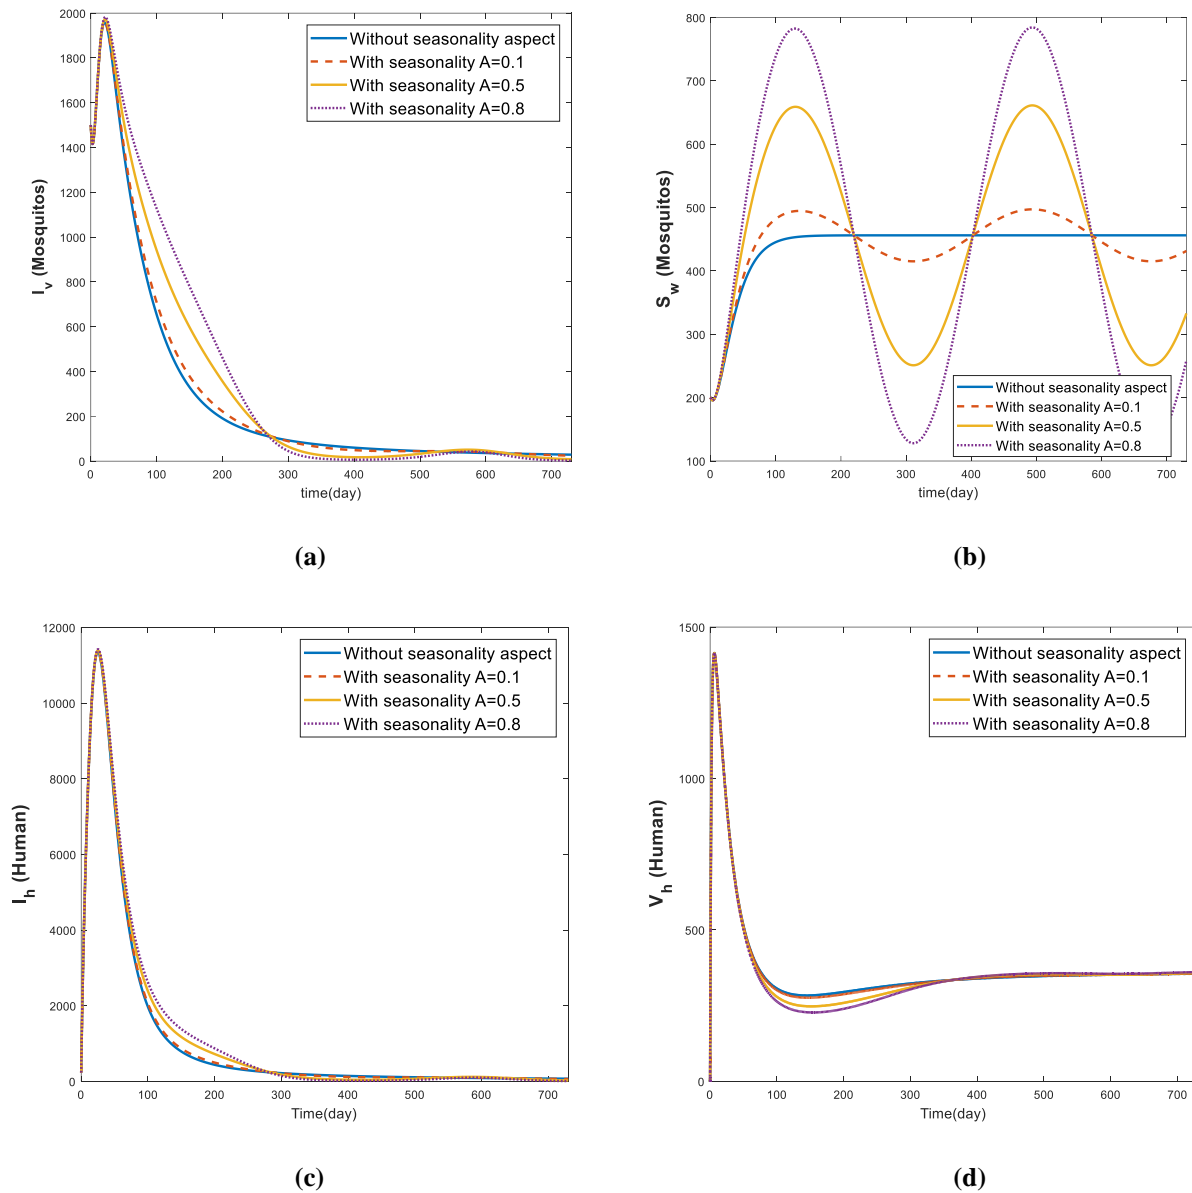 2000
1800
1600
1400
1200
1000
800
600
400
200
0
I_v (Mosquitos)
Without seasonality aspect
With seasonality A=0.1
With seasonality A=0.5
With seasonality A=0.8
0 100 200 300 400 500 600 700
time(day)
(a)
800
700
600
500
400
300
200
100
S_w (Mosquitos)
Without seasonality aspect
With seasonality A=0.1
With seasonality A=0.5
With seasonality A=0.8
0 100 200 300 400 500 600 700
time(day)
(b)
12000
10000
8000
6000
4000
2000
0
I_h (Human)
Without seasonality aspect
With seasonality A=0.1
With seasonality A=0.5
With seasonality A=0.8
0 100 200 300 400 500 600 700
Time(day)
(c)
1500
1000
500
0
V_h (Human)
Without seasonality aspect
With seasonality A=0.1
With seasonality A=0.5
With seasonality A=0.8
0 100 200 300 400 500 600 700
Time(day)
(d)